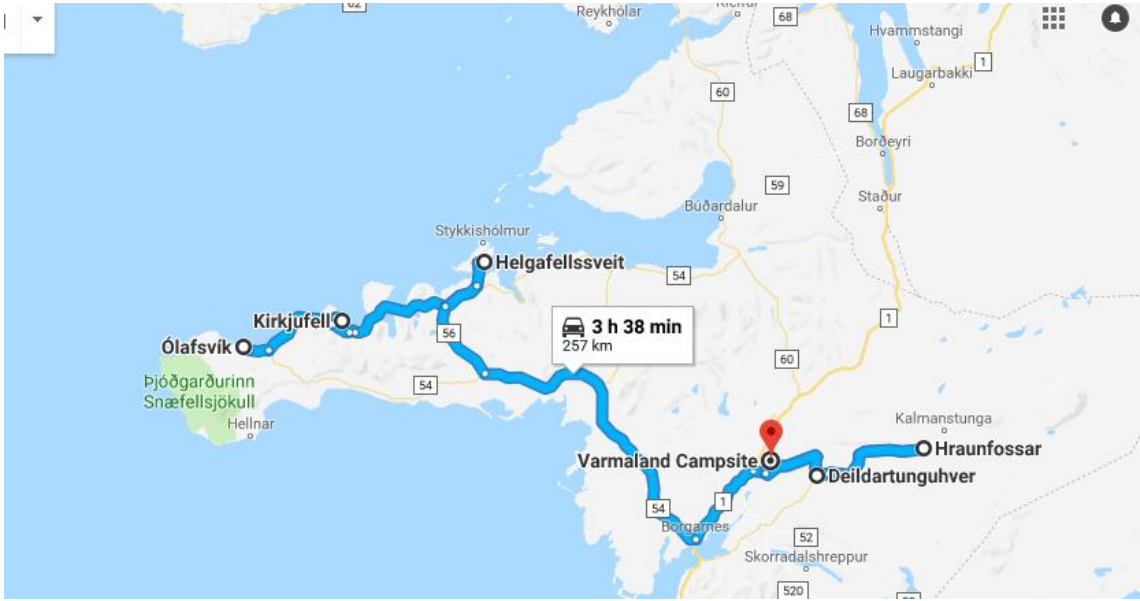 62
Reykhólar
68
Hvammstangi
1
Laugarbakki
60
68
Borðeyri
59
Staður
Búðardalur
Stykkishólmur
Helgafellssveit
54
Kirkjufell
3 h 38 min
257 km
1
56
Ólafsvík
60
54
Þjóðgarðurinn
Snæfellsjökull
Hellnar
Kalmanstunga
Hraunfossar
Varmaland Campsite
Deildartunguhver
1
54
Borgarnes
52
Skorradalshreppur
520